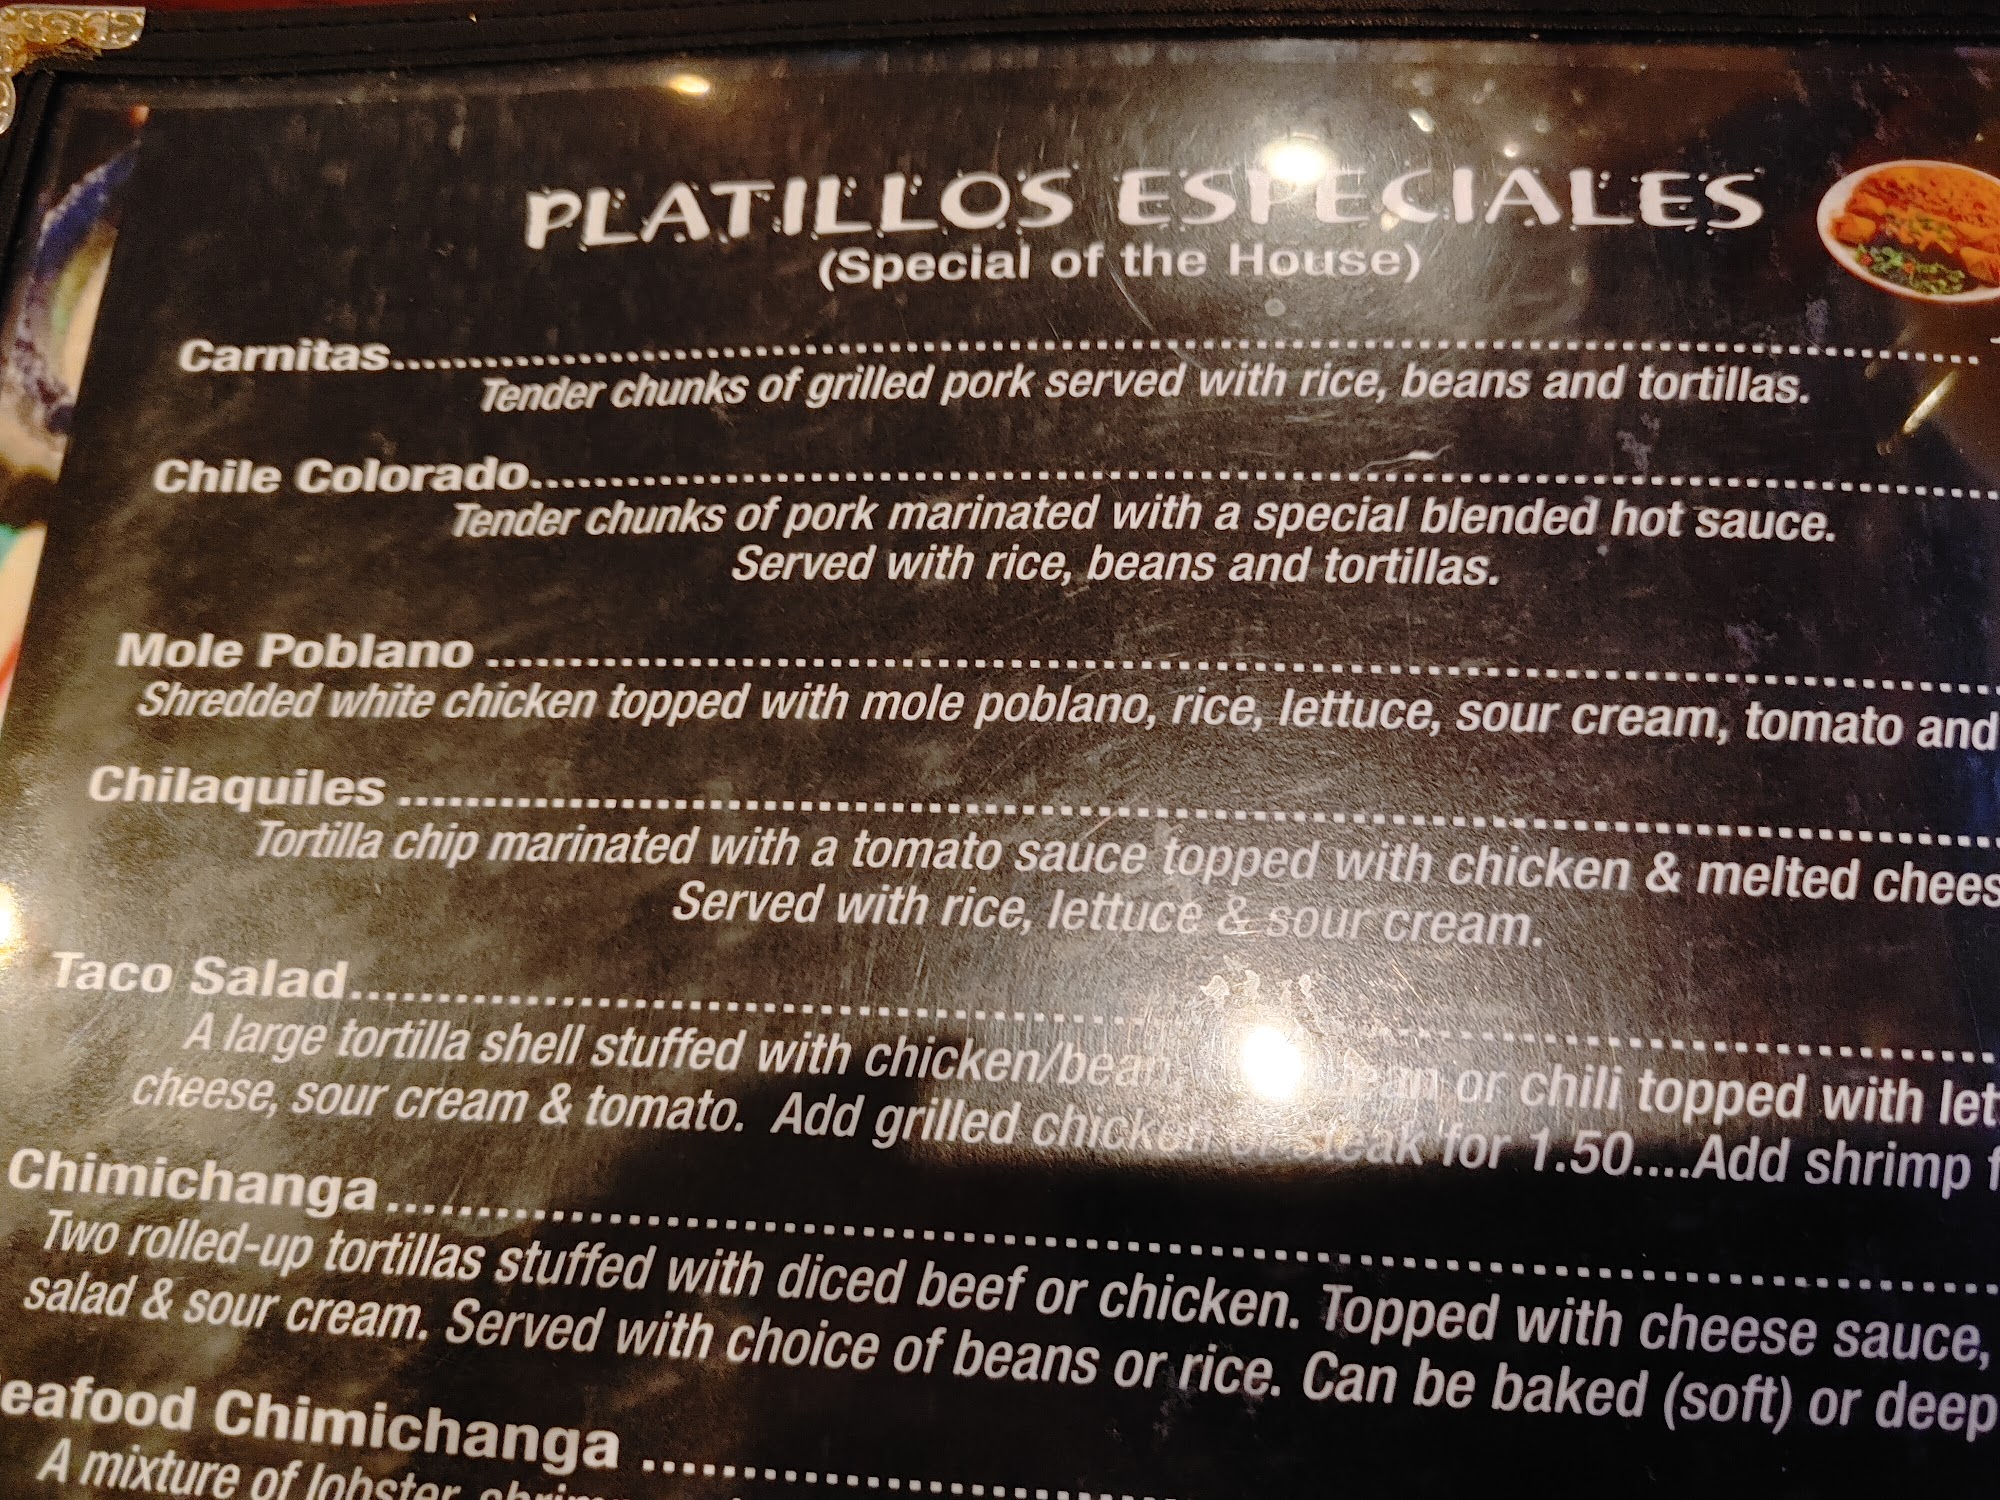 PLATILLOS ESPECIALES
(Special of the House)
Carnitas
Tender chunks of grilled pork served with rice, beans and tortillas.
Chile Colorado
Tender chunks of pork marinated with a special blended hot sauce.
Served with rice, beans and tortillas.
Mole Poblano
Shredded white chicken topped with mole poblano, rice, lettuce, sour cream, tomato and
Chilaquiles
Tortilla chip marinated with a tomato sauce topped with chicken & melted
Served with rice, lettuce & sour cream.
Taco Salad
A large tortilla shell stuffed with chicken/bean, or chili topped with
cheese, sour cream & tomato. Add grilled chicken or steak for 1.50....Add shrimp
Chimichanga
Two rolled-up tortillas stuffed with diced beef or chicken. Topped with cheese sauce,
salad & sour cream. Served with choice of beans or rice. Can be baked (soft) or deep
Chimichanga
A mixture of lobster,